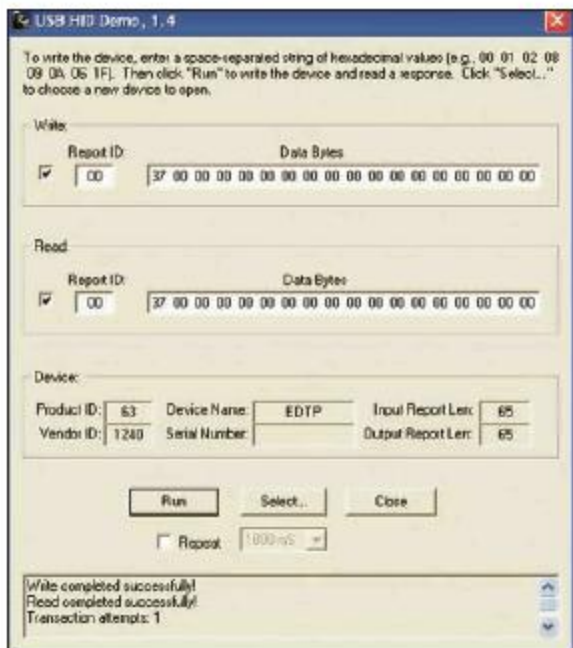 USB HID Demo, 1.4
To write the device, enter a space-separated string of hexadecimal values (e.g., 00 01 02 08
09 0A 06 1F). Then click "Run" to write the device and read a response. Click "Select..."
to choose a new device to open.
Write:
Report ID: Data Bytes
00 37 00 00 00 00 00 00 00 00 00 00 00 00 00 00 00 00 00 00
Read
Report ID: Data Bytes
00 37 00 00 00 00 00 00 00 00 00 00 00 00 00 00 00 00 00 00
Device:
Product ID: 63 Device Name: EDTP Input Report Len: 65
Vendor ID: 1240 Serial Number: Output Report Len: 65
Run Select... Close
Repeat 1000 mS
Write completed successfully!
Read completed successfully!
Transaction attempts: 1